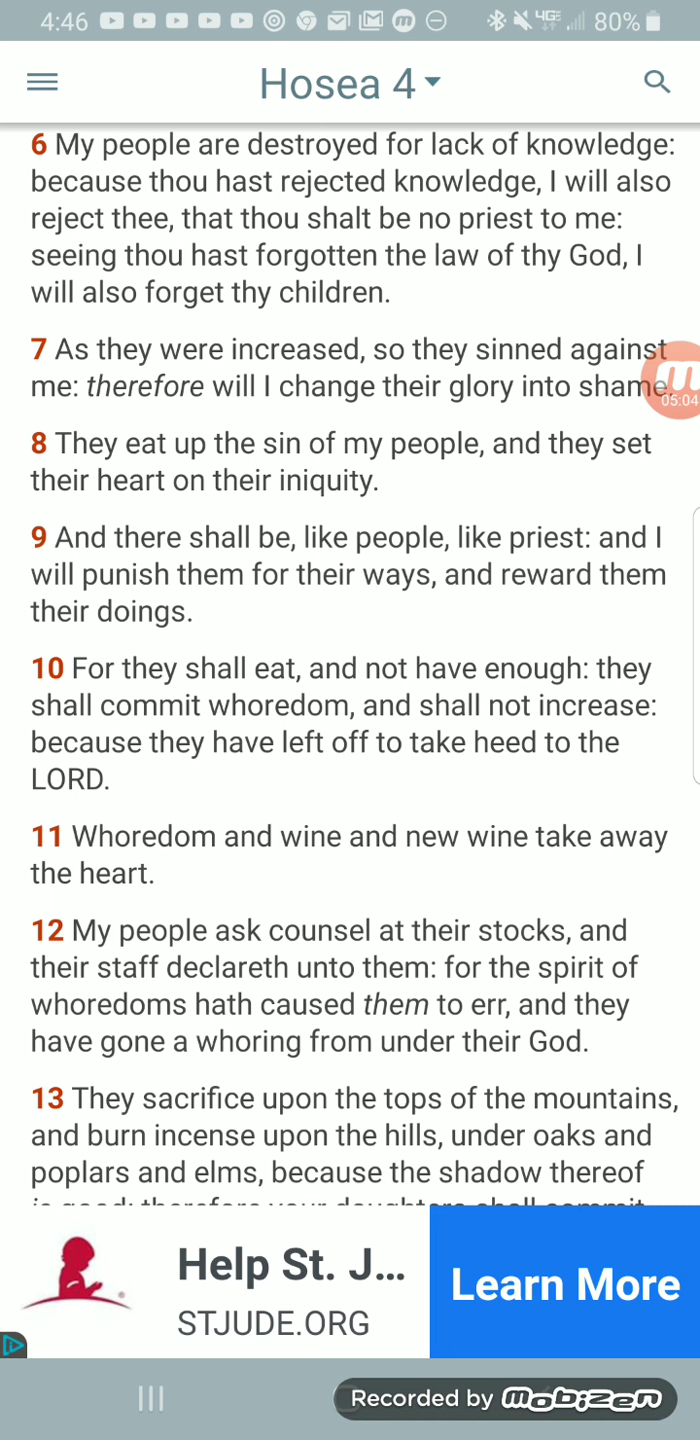 4:46 4GE 80%
Hosea 4
6 My people are destroyed for lack of knowledge:
because thou hast rejected knowledge, I will also
reject thee, that thou shalt be no priest to me:
seeing thou hast forgotten the law of thy God, I
will also forget thy children.
7 As they were increased, so they sinned against
me: therefore will I change their glory into shame
05:04
8 They eat up the sin of my people, and they set
their heart on their iniquity.
9 And there shall be, like people, like priest: and I
will punish them for their ways, and reward them
their doings.
10 For they shall eat, and not have enough: they
shall commit whoredom, and shall not increase:
because they have left off to take heed to the
LORD.
11 Whoredom and wine and new wine take away
the heart.
12 My people ask counsel at their stocks, and
their staff declareth unto them: for the spirit of
whoredoms hath caused them to err, and they
have gone a whoring from under their God.
13 They sacrifice upon the tops of the mountains,
and burn incense upon the hills, under oaks and
poplars and elms, because the shadow thereof
Help St. J...
STJUDE.ORG
Learn More
Recorded by Mobizen